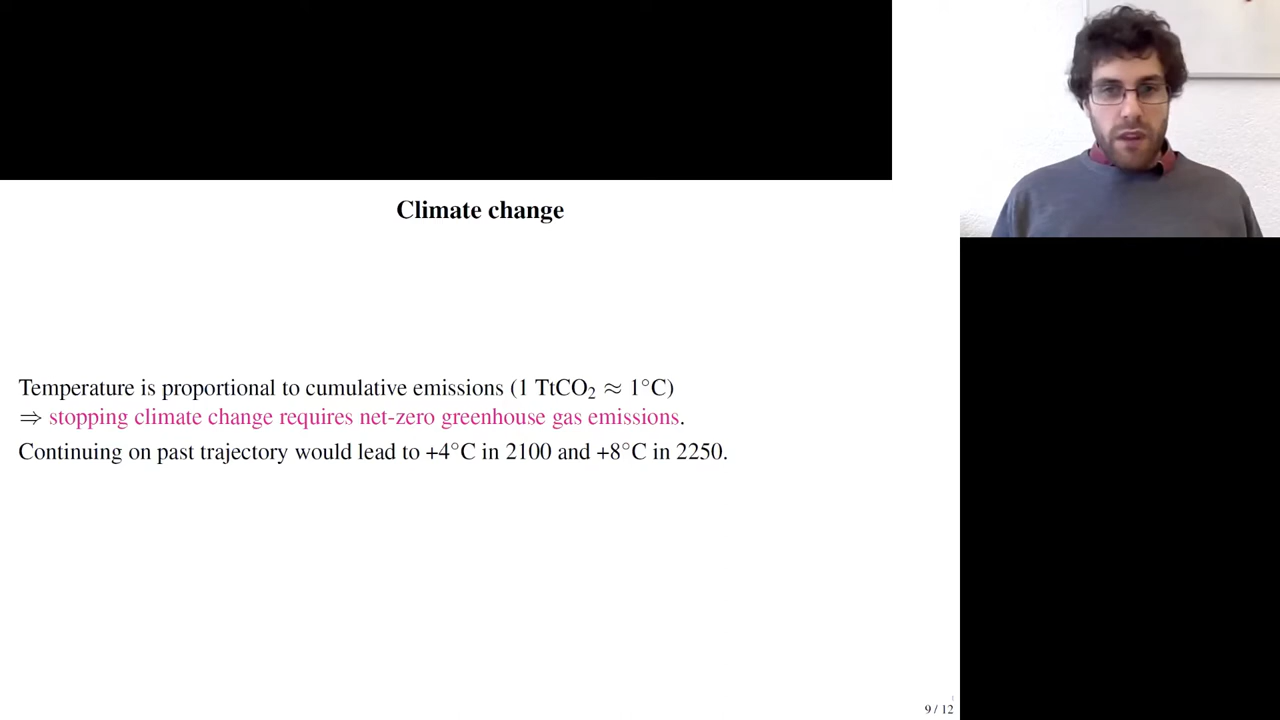 Climate change
Temperature is proportional to cumulative emissions (1 TtCO₂ ≈ 1°C)
⇒ stopping climate change requires net-zero greenhouse gas emissions.
Continuing on past trajectory would lead to +4°C in 2100 and +8°C in 2250.
9 / 12